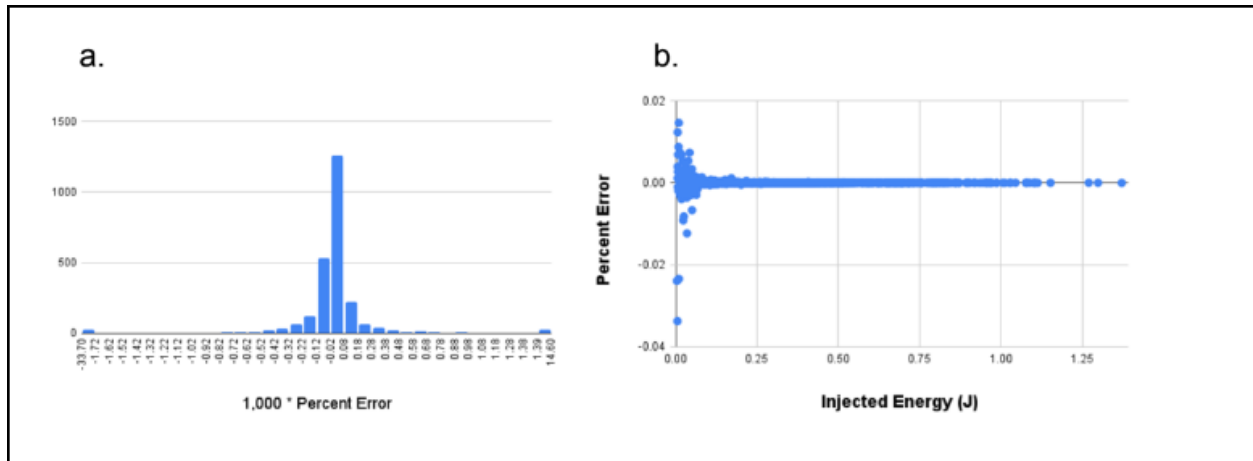 a.
1500
1000
500
0
-33.70 -1.72 -1.62 -1.52 -1.42 -1.32 -1.22 -1.12 -1.02 -0.92 -0.82 -0.72 -0.62 -0.52 -0.42 -0.32 -0.22 -0.12 -0.02 0.08 0.18 0.28 0.38 0.48 0.58 0.68 0.78 0.88 0.98 1.08 1.18 1.28 1.38 1.39 14.60
1,000 * Percent Error
b.
0.02
0.00
-0.02
-0.04
Percent Error
0.00 0.25 0.50 0.75 1.00 1.25
Injected Energy (J)